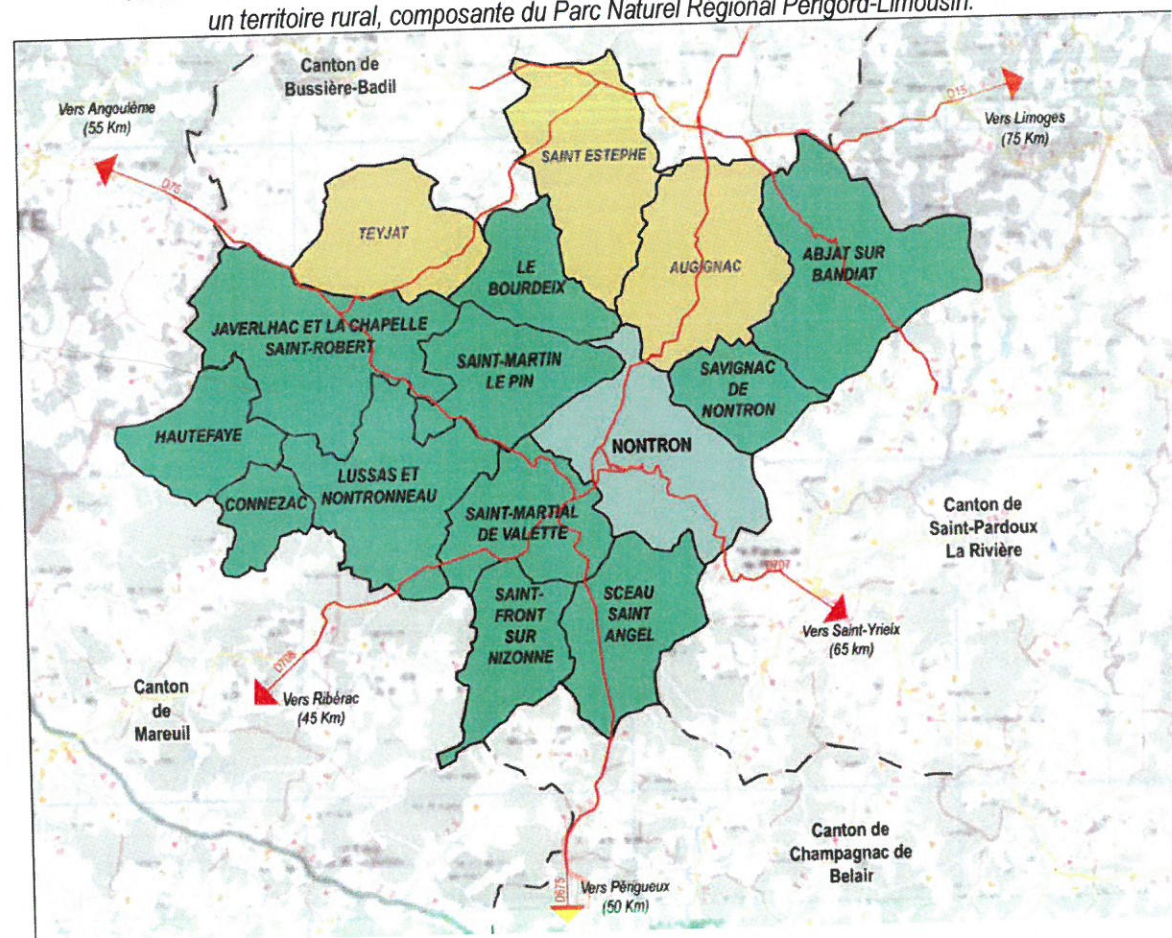 un territoire rural, composante du Parc Naturel Régional Périgord-Limousin.
Canton de
Bussière-Badil
Vers Angoulème
(55 Km)
D75
D15
Vers Limoges
(75 Km)
SAINT ESTEPHE
TEYJAT
LE
BOURDEIX
AUGIGNAC
ABJAT SUR
BANDIAT
JAVERLHAC ET LA CHAPELLE
SAINT-ROBERT
SAINT-MARTIN
LE PIN
SAVIGNAC
DE
NONTRON
HAUTEFAYE
NONTRON
LUSSAS ET
NONTRONNEAU
CONNEZAC
SAINT-MARTIAL
DE VALETTE
Canton de
Saint-Pardoux
La Rivière
SAINT-
FRONT
SUR
NIZONNE
SCEAU
SAINT
ANGEL
D707
Vers Saint-Yrieix
(65 km)
D708
Canton
de
Mareuil
Vers Ribérac
(45 Km)
Canton de
Champagnac de
Belair
D675
Vers Périgueux
(50 Km)